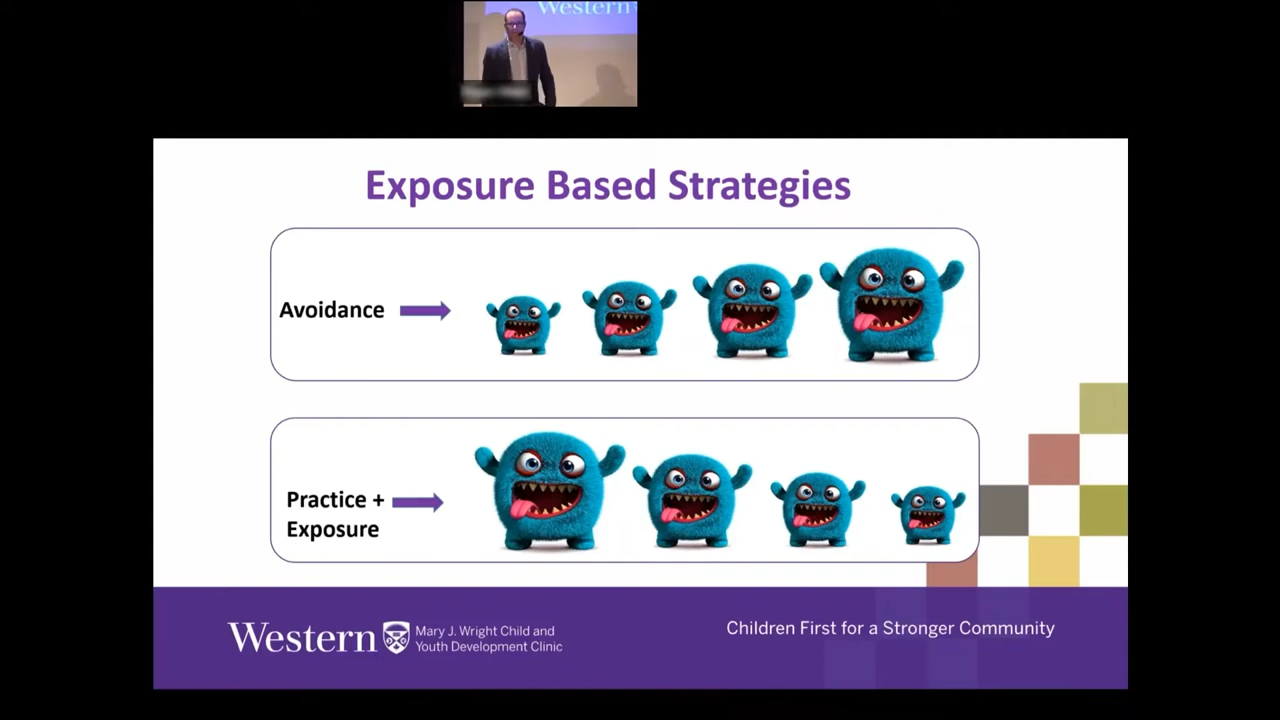 Western
Exposure Based Strategies
Avoidance
Practice +
Exposure
Western
Mary J. Wright Child and
Youth Development Clinic
Children First for a Stronger Community